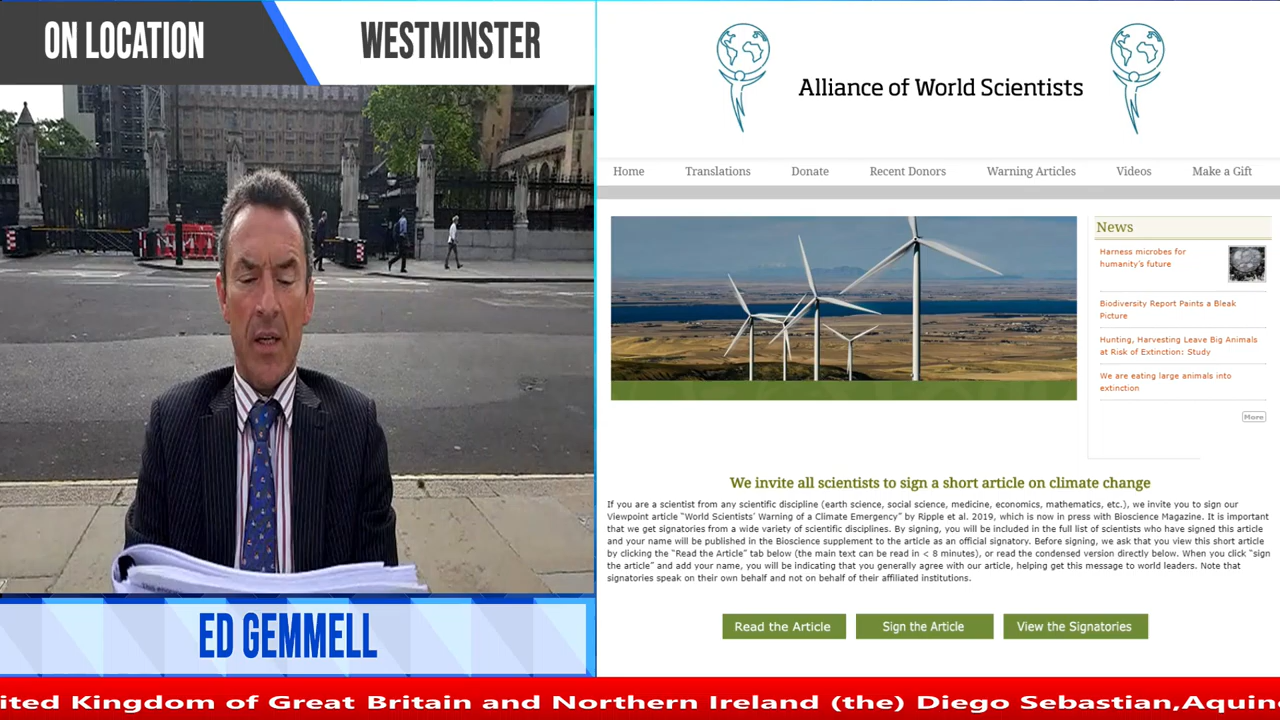 ON LOCATION
WESTMINSTER
Alliance of World Scientists
Home
Translations
Donate
Recent Donors
Warning Articles
Videos
Make a Gift
News
Harness microbes for
humanity's future
Biodiversity Report Paints a Bleak
Picture
Hunting, Harvesting Leave Big Animals
at Risk of Extinction: Study
We are eating large animals into
extinction
More
We invite all scientists to sign a short article on climate change
If you are a scientist from any scientific discipline (earth science, social science, medicine, economics, mathematics, etc.), we invite you to sign our
Viewpoint article "World Scientists' Warning of a Climate Emergency" by Ripple et al. 2019, which is now in press with Bioscience Magazine. It is important
that we get signatories from a wide variety of scientific disciplines. By signing, you will be included in the full list of scientists who have signed this article
and your name will be published in the Bioscience supplement to the article as an official signatory. Before signing, we ask that you view this short article
by clicking the "Read the Article" tab below (the main text can be read in < 8 minutes), or read the condensed version directly below. When you click "sign
the article" and add your name, you will be indicating that you generally agree with our article, helping get this message to world leaders. Note that
signatories speak on their own behalf and not on behalf of their affiliated institutions.
Read the Article
Sign the Article
View the Signatories
ED GEMMELL
ited Kingdom of Great Britain and Northern Ireland (the) Diego Sebastian,Aquin